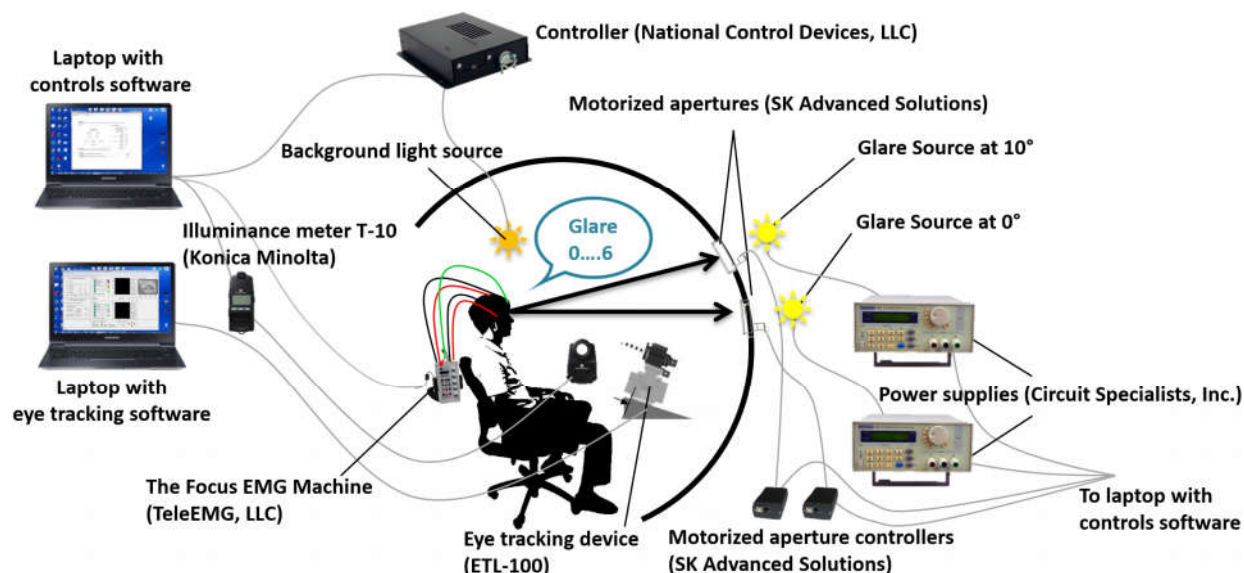 Controller (National Control Devices, LLC)
Laptop with
controls software
Motorized apertures (SK Advanced Solutions)
Background light source
Glare Source at 10°
Glare
0....6
Glare Source at 0°
Illuminance meter T-10
(Konica Minolta)
Laptop with
eye tracking software
Power supplies (Circuit Specialists, Inc.)
The Focus EMG Machine
(TeleEMG, LLC)
Eye tracking device
(ETL-100)
Motorized aperture controllers
(SK Advanced Solutions)
To laptop with
controls software